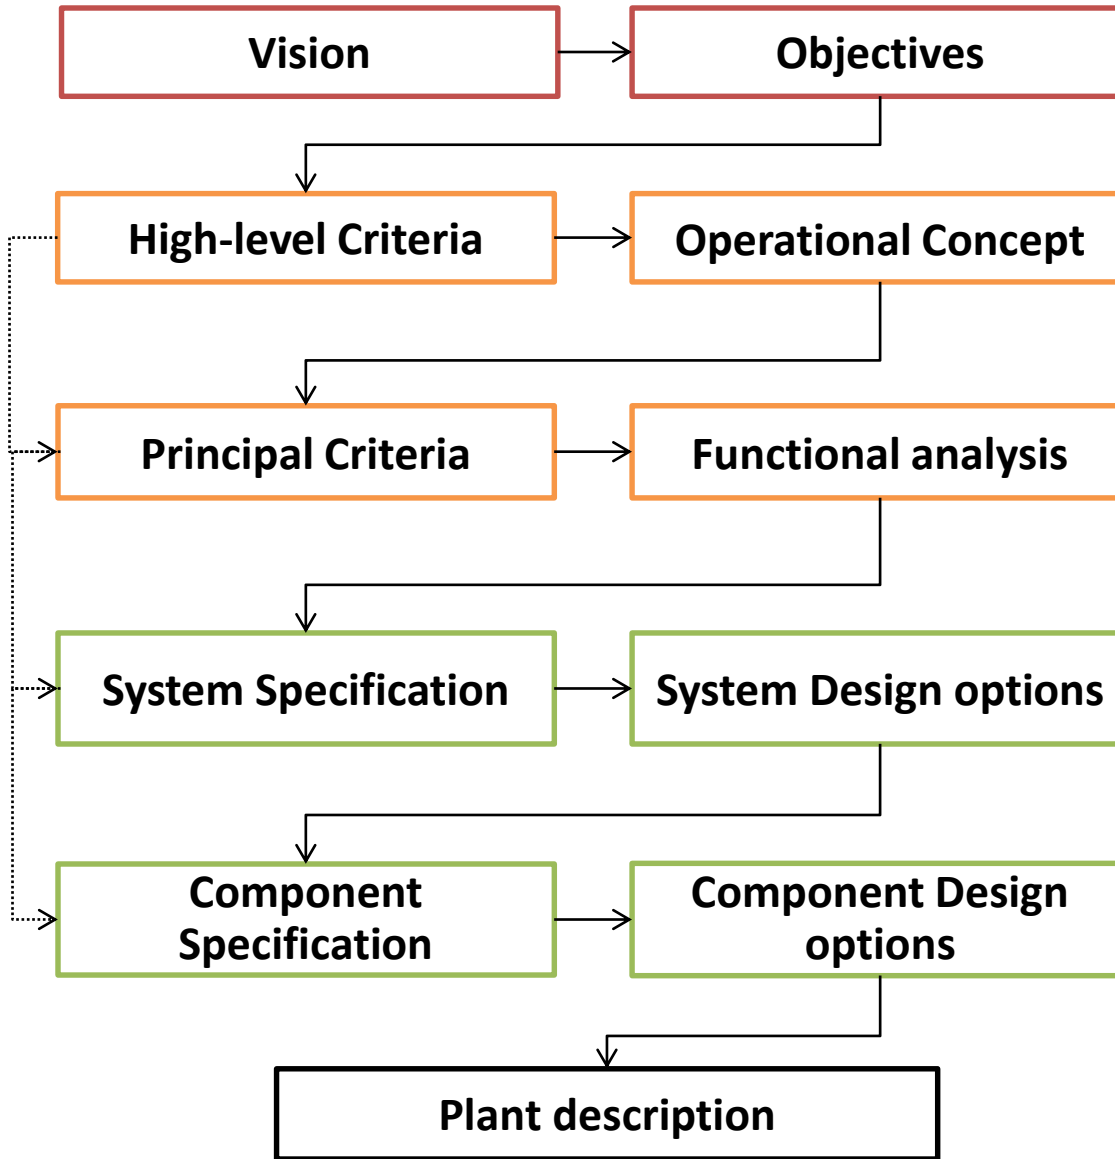 Vision
Objectives
High-level Criteria
Operational Concept
Principal Criteria
Functional analysis
System Specification
System Design options
Component
Specification
Component Design
options
Plant description